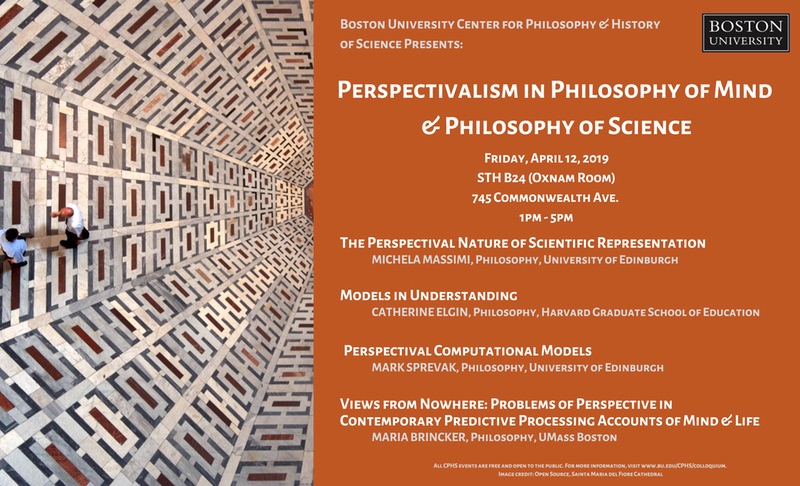 Boston University Center for Philosophy & History
of Science Presents:
BOSTON
UNIVERSITY
Perspectivalism in Philosophy of Mind
& Philosophy of Science
Friday, April 12, 2019
STH B24 (Oxnam Room)
745 Commonwealth Ave.
1pm - 5pm
The Perspectival Nature of Scientific Representation
MICHELA MASSIMI, Philosophy, University of Edinburgh
Models in Understanding
CATHERINE ELGIN, Philosophy, Harvard Graduate School of Education
Perspectival Computational Models
MARK SPREVAK, Philosophy, University of Edinburgh
Views from Nowhere: Problems of Perspective in
Contemporary Predictive Processing Accounts of Mind & Life
MARIA BRINCKER, Philosophy, UMass Boston
All CPHS events are free and open to the public. For more information, visit www.bu.edu/CPHS/colloquium.
Image credit: Open Source, Sainta Maria del Fiore Cathedral